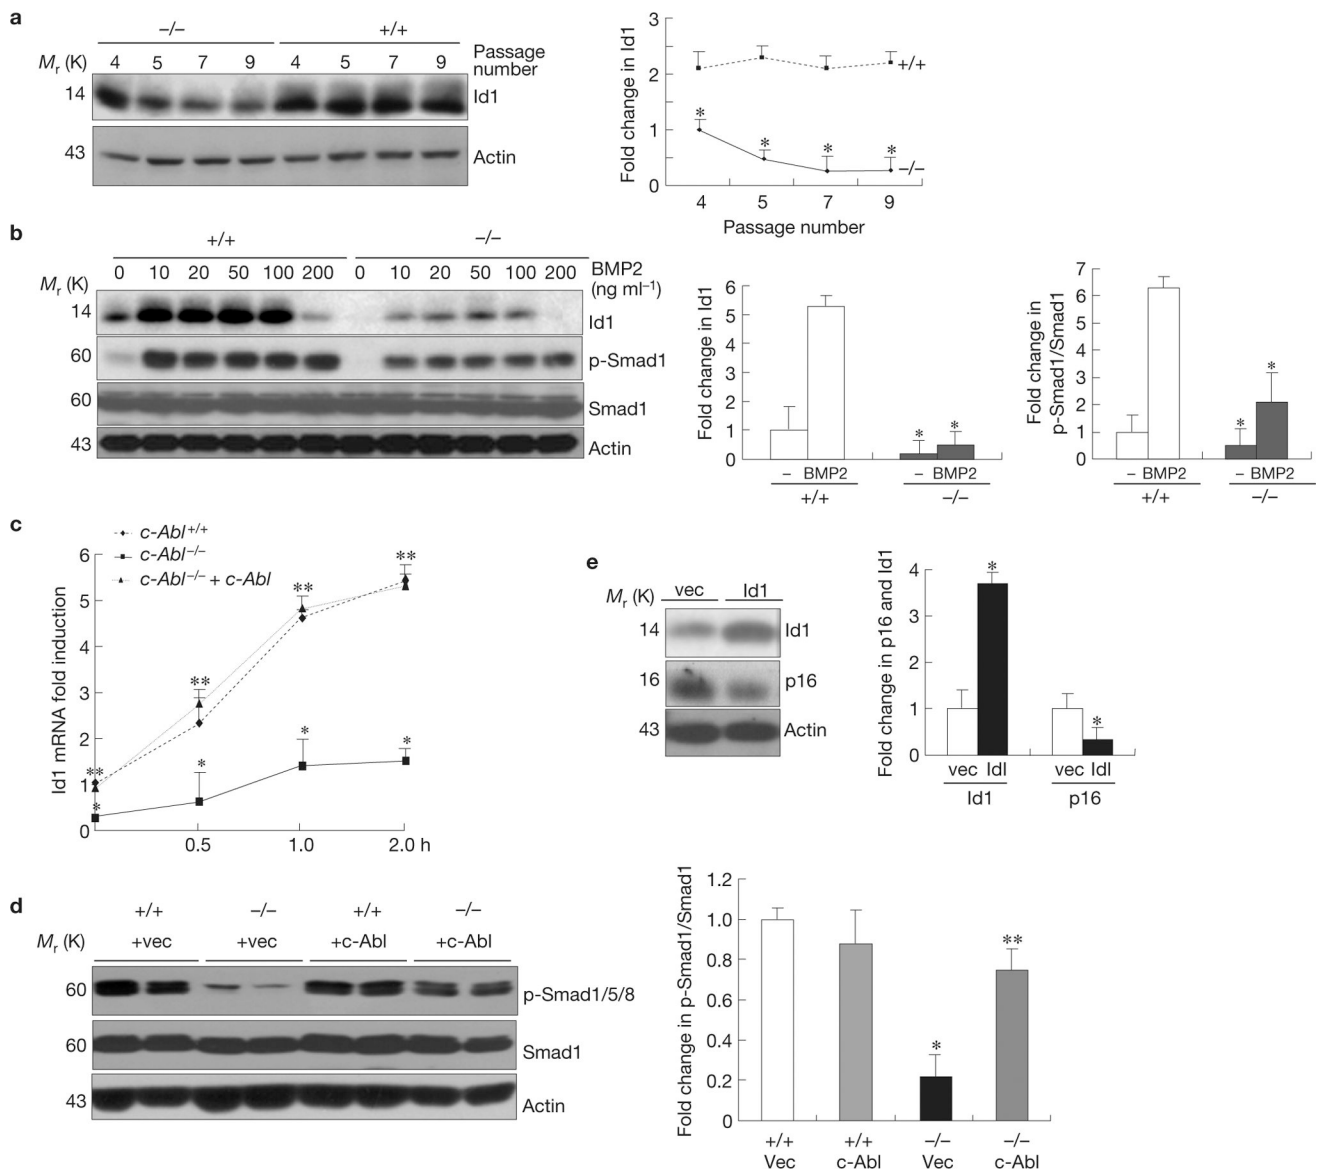 a
–/–
+/+
Mr (K)
4 5 7 9 4 5 7 9
Passage
number
14
Id1
43
Actin
Fold change in Id1
3
2
1
0
+/+
* * * *
–/–
4 5 7 9
Passage number
b
+/+
–/–
Mr (K)
0 10 20 50 100 200 0 10 20 50 100 200
BMP2
(ng ml–1)
14
Id1
60
p-Smad1
60
Smad1
43
Actin
Fold change in Id1
6
5
4
3
2
1
0
* *
– BMP2 – BMP2
+/+ –/–
Fold change in
p-Smad1/Smad1
7
6
5
4
3
2
1
0
* *
– BMP2 – BMP2
+/+ –/–
c
c-Abl+/+
c-Abl–/–
c-Abl–/– + c-Abl
Id1 mRNA fold induction
6
5
4
3
2
1
0
** ** ** **
* * * *
0.5 1.0 2.0 h
e
Mr (K)
vec Id1
14
Id1
16
p16
43
Actin
Fold change in p16 and Id1
4
3
2
1
0
* *
vec Idl vec Idl
Id1 p16
d
+/+ –/– +/+ –/–
Mr (K)
+vec +vec +c-Abl +c-Abl
60
p-Smad1/5/8
60
Smad1
43
Actin
Fold change in p-Smad1/Smad1
1.2
1.0
0.8
0.6
0.4
0.2
0
* **
+/+ +/+ –/– –/–
Vec c-Abl Vec c-Abl